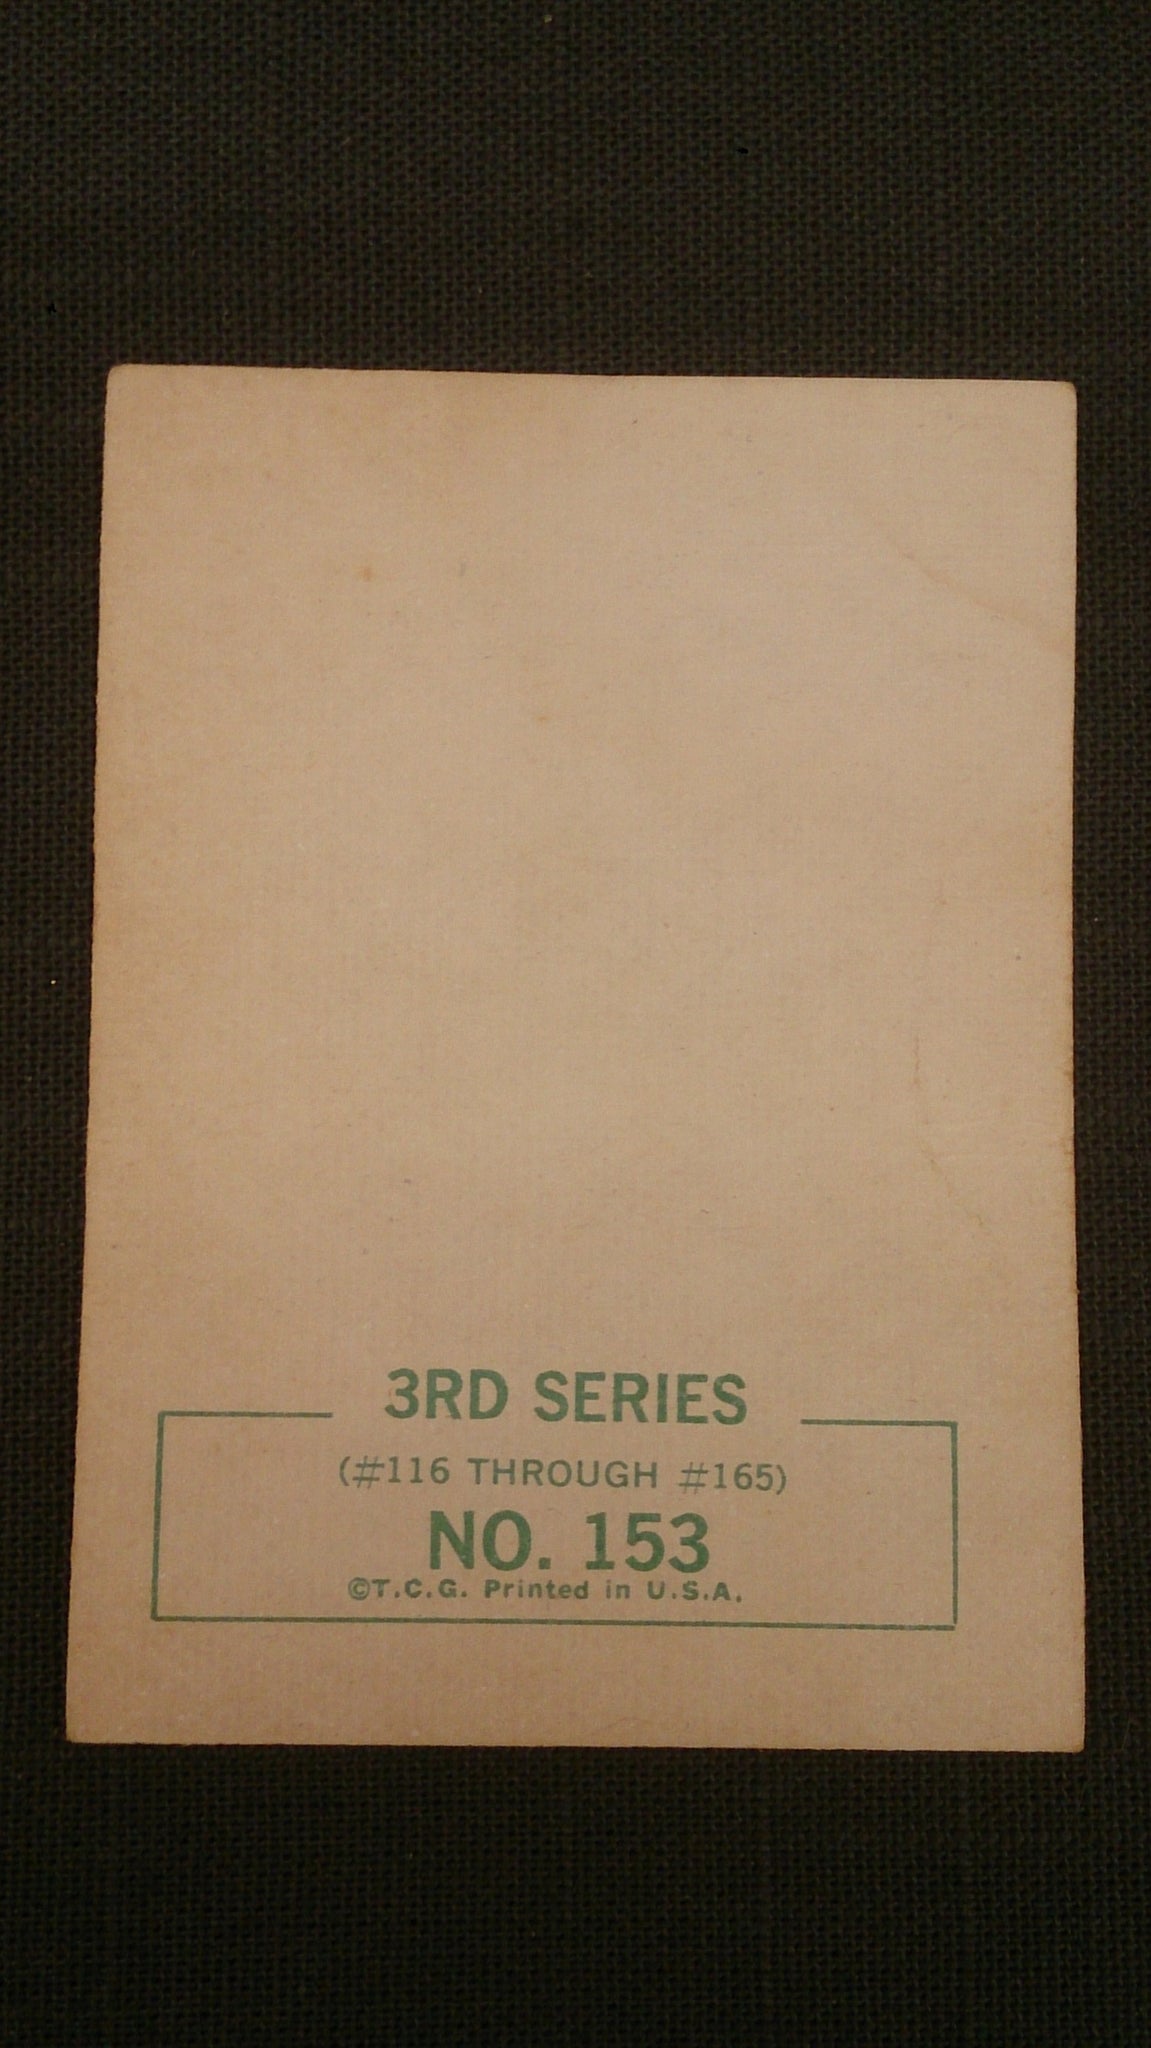 3RD SERIES
(#116 THROUGH #165)
NO. 153
©T.C.G. Printed in U.S.A.